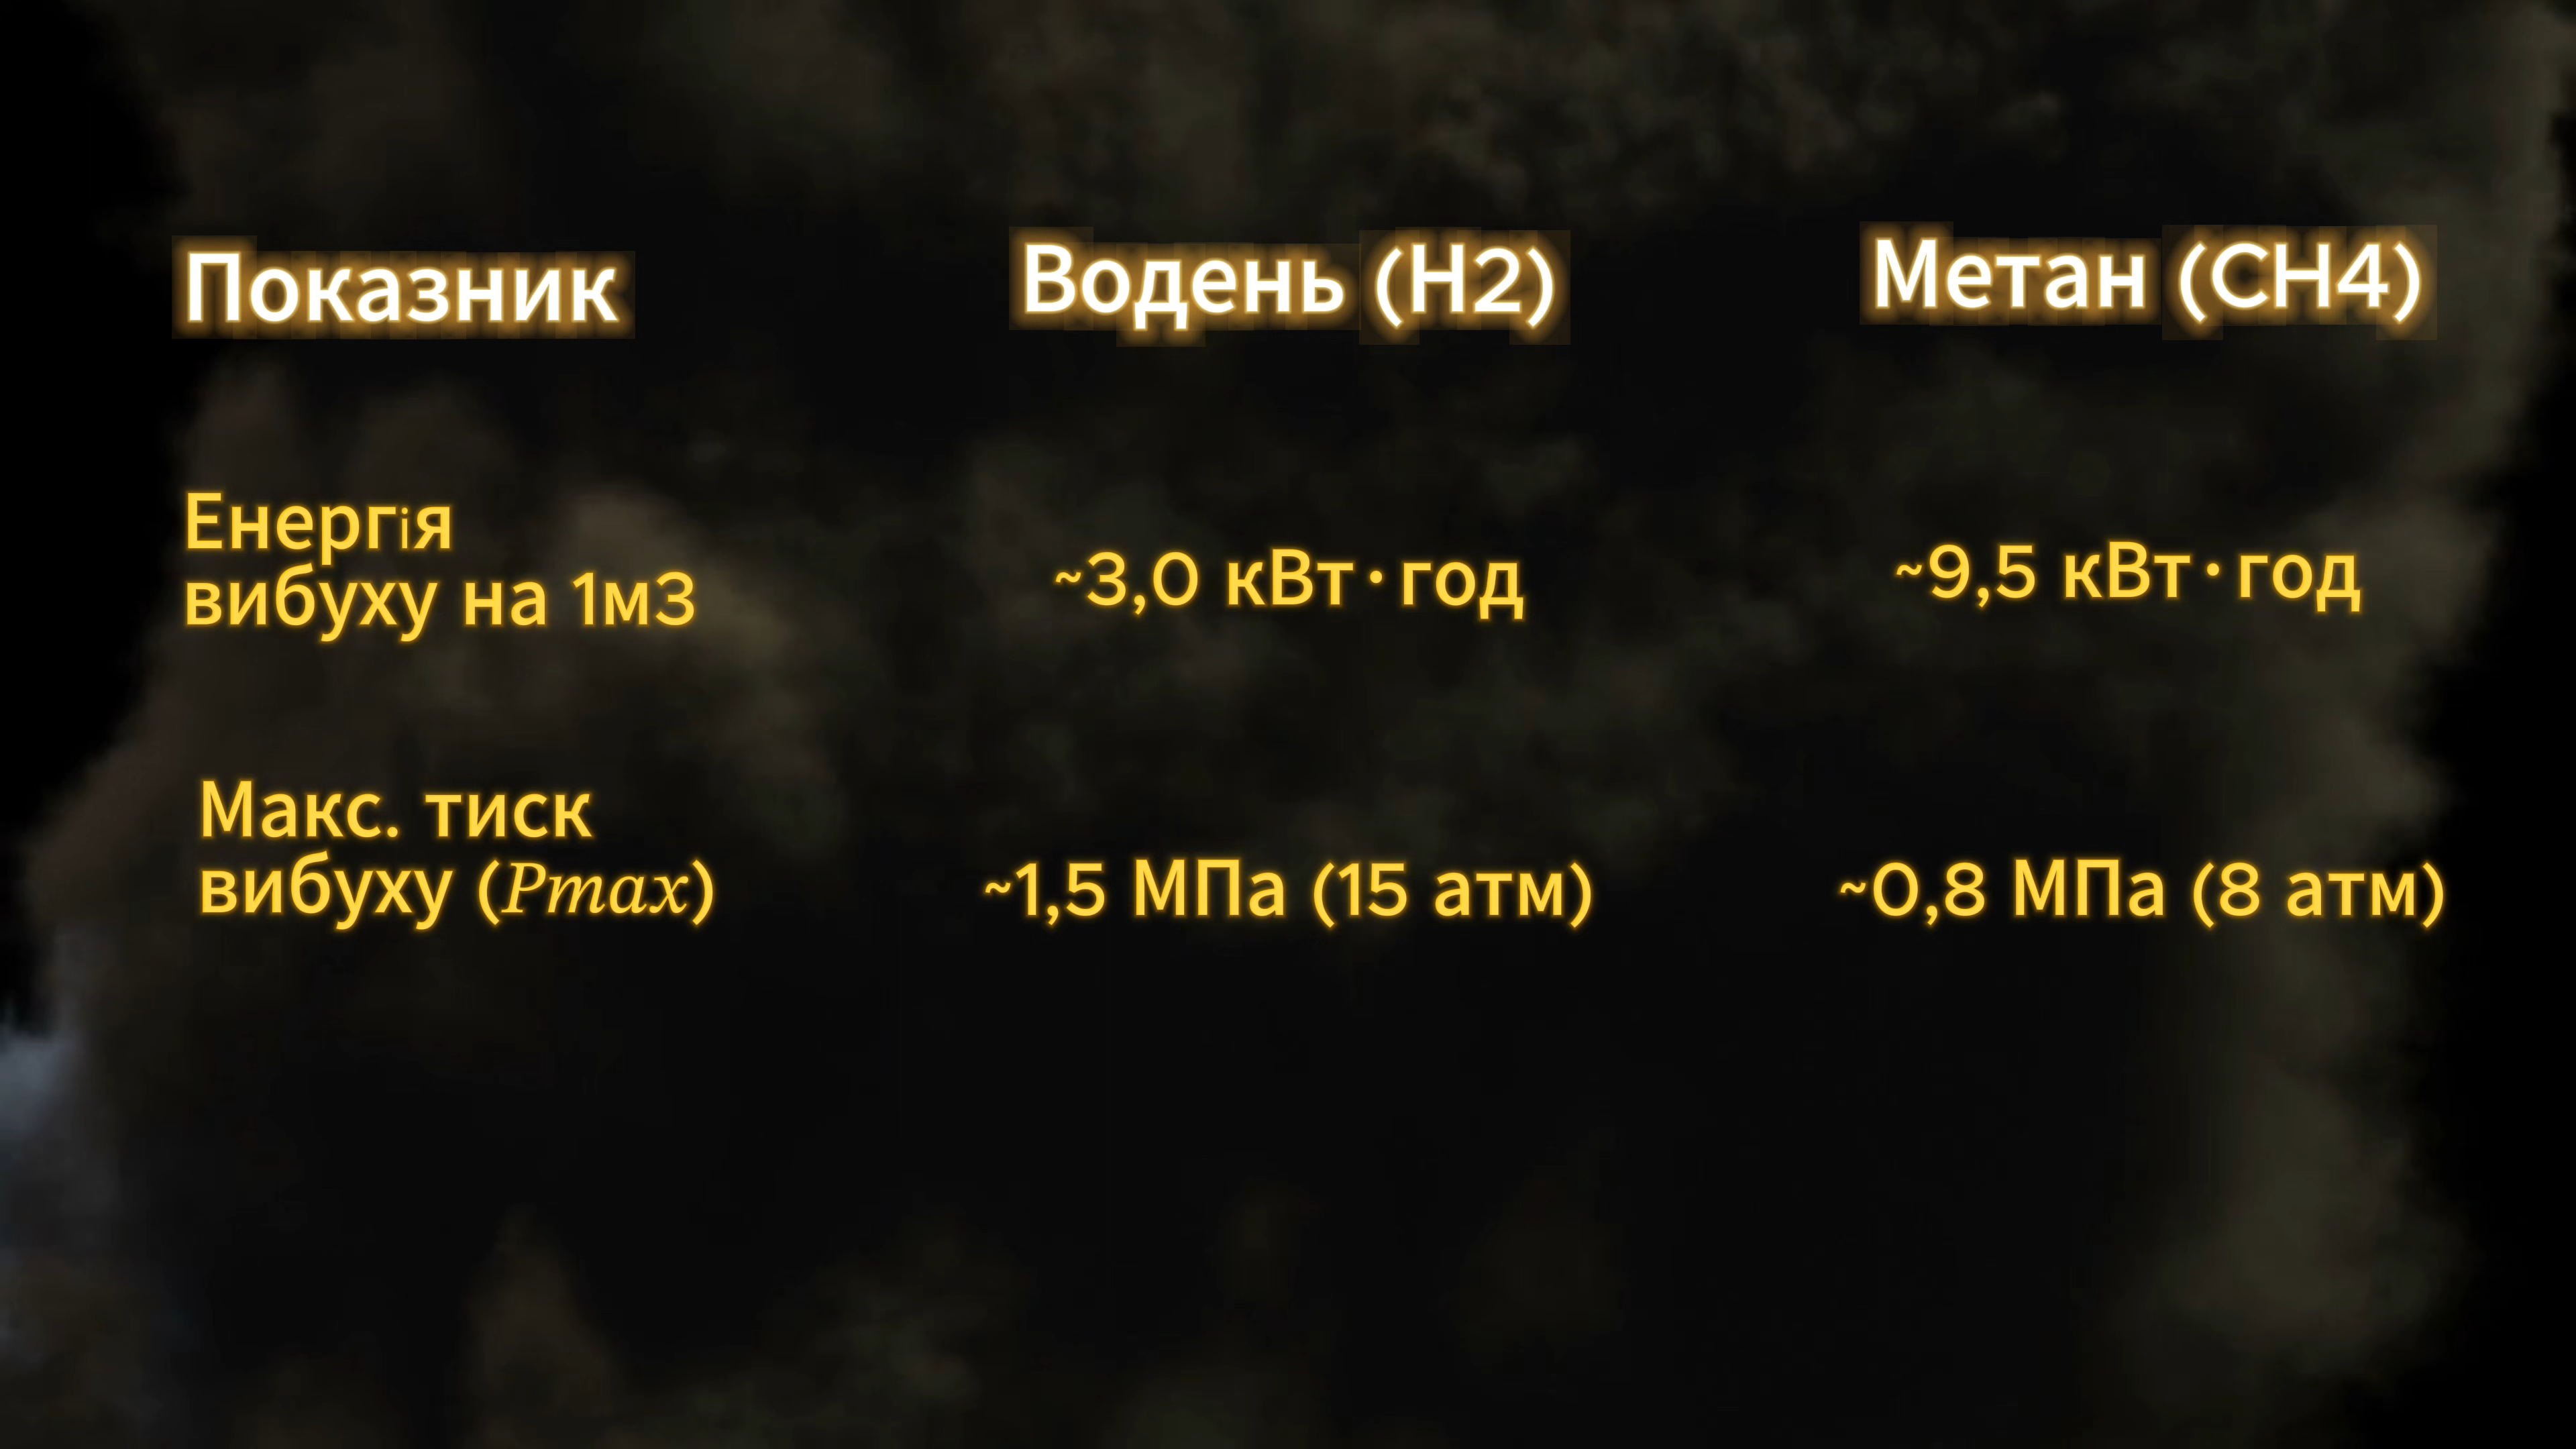 Показник Водень (H2) Метан (CH4)
Енергія
вибуху на 1м3
~3,0 кВт·год ~9,5 кВт·год
Макс. тиск
вибуху (Pmax)
~1,5 МПа (15 атм) ~0,8 МПа (8 атм)